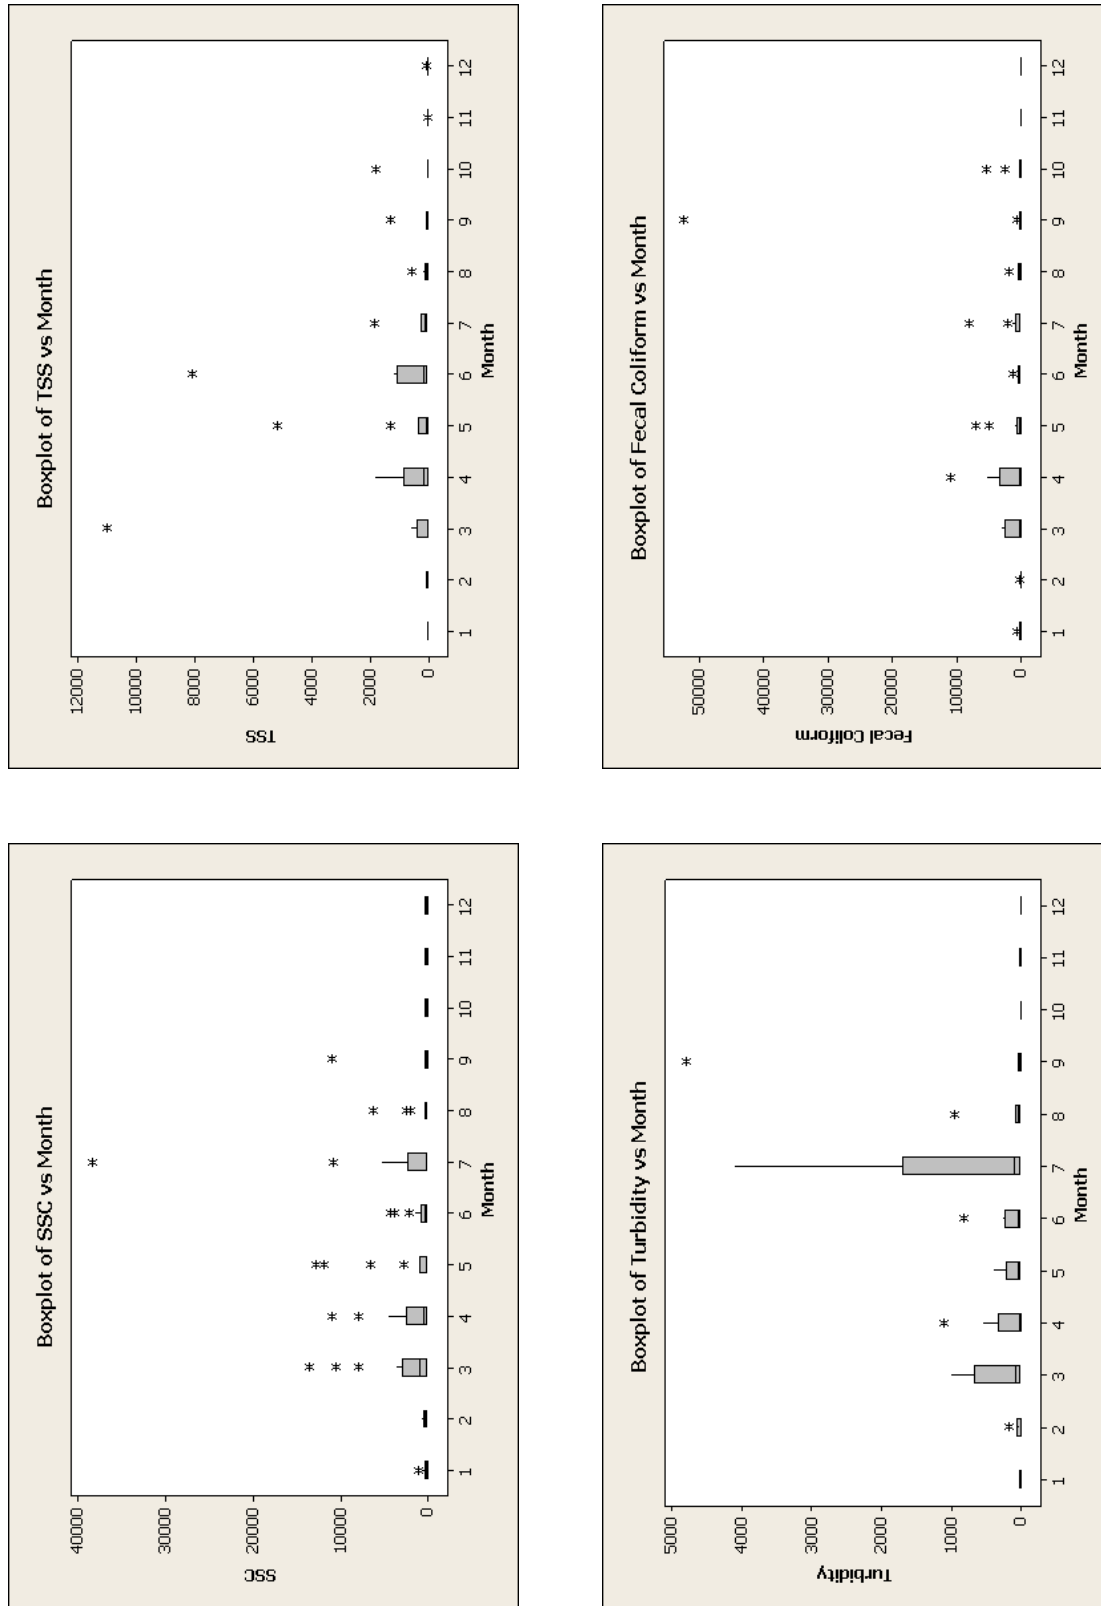 Boxplot of SSC vs Month
SSC
40000
30000
20000
10000
0
1 2 3 4 5 6 7 8 9 10 11 12
Month
Boxplot of TSS vs Month
TSS
12000
10000
8000
6000
4000
2000
0
1 2 3 4 5 6 7 8 9 10 11 12
Month
Boxplot of Turbidity vs Month
Turbidity
5000
4000
3000
2000
1000
0
1 2 3 4 5 6 7 8 9 10 11 12
Month
Boxplot of Fecal Coliform vs Month
Fecal Coliform
50000
40000
30000
20000
10000
0
1 2 3 4 5 6 7 8 9 10 11 12
Month